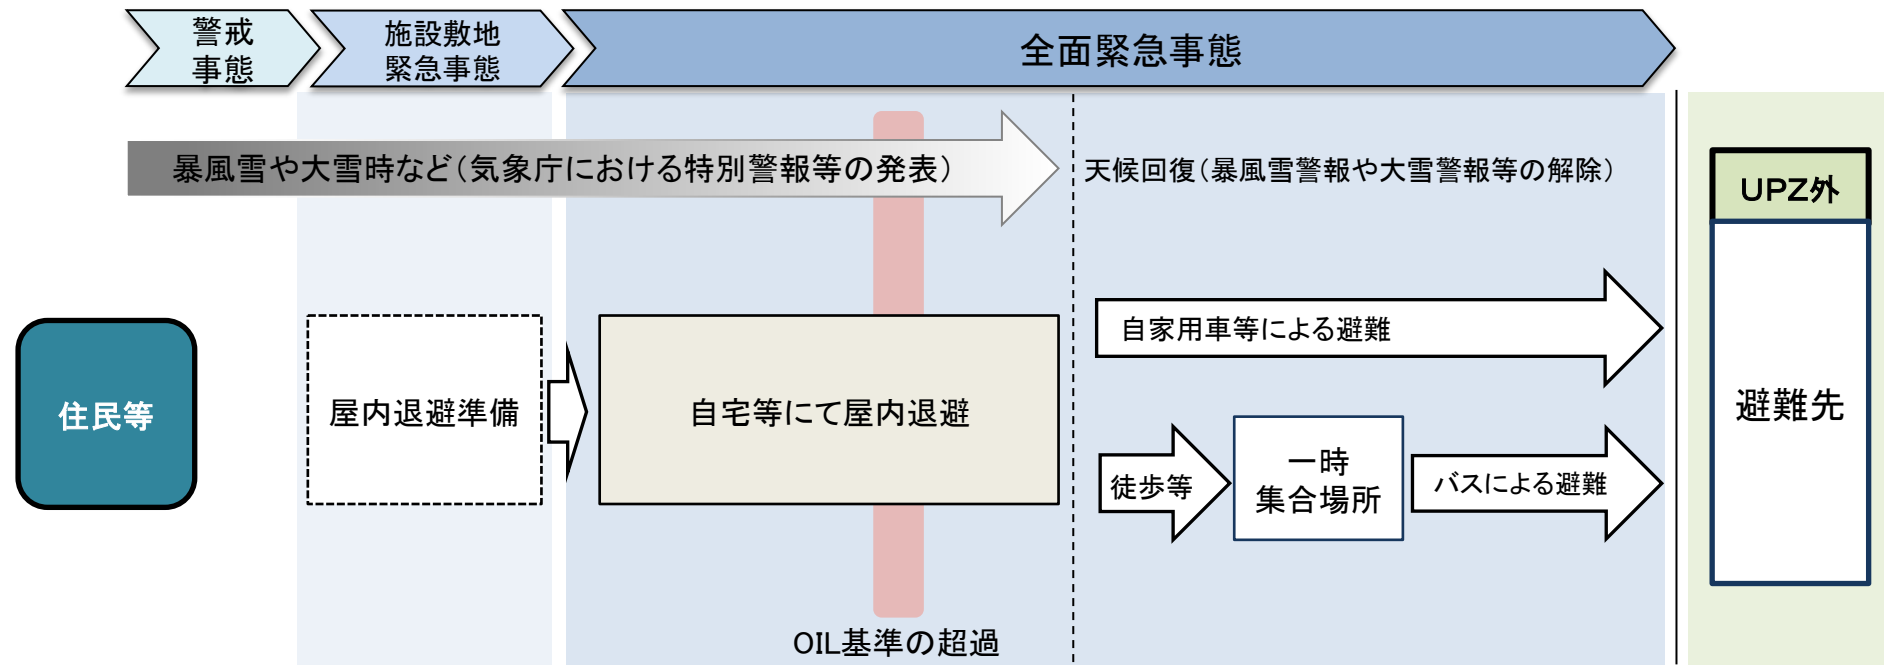 警戒
事態
施設敷地
緊急事態
全面緊急事態
暴風雪や大雪時など（気象庁における特別警報等の発表）
天候回復（暴風雪警報や大雪警報等の解除）
UPZ外
住民等
屋内退避準備
自宅等にて屋内退避
自家用車等による避難
徒歩等
一時
集合場所
バスによる避難
避難先
OIL基準の超過